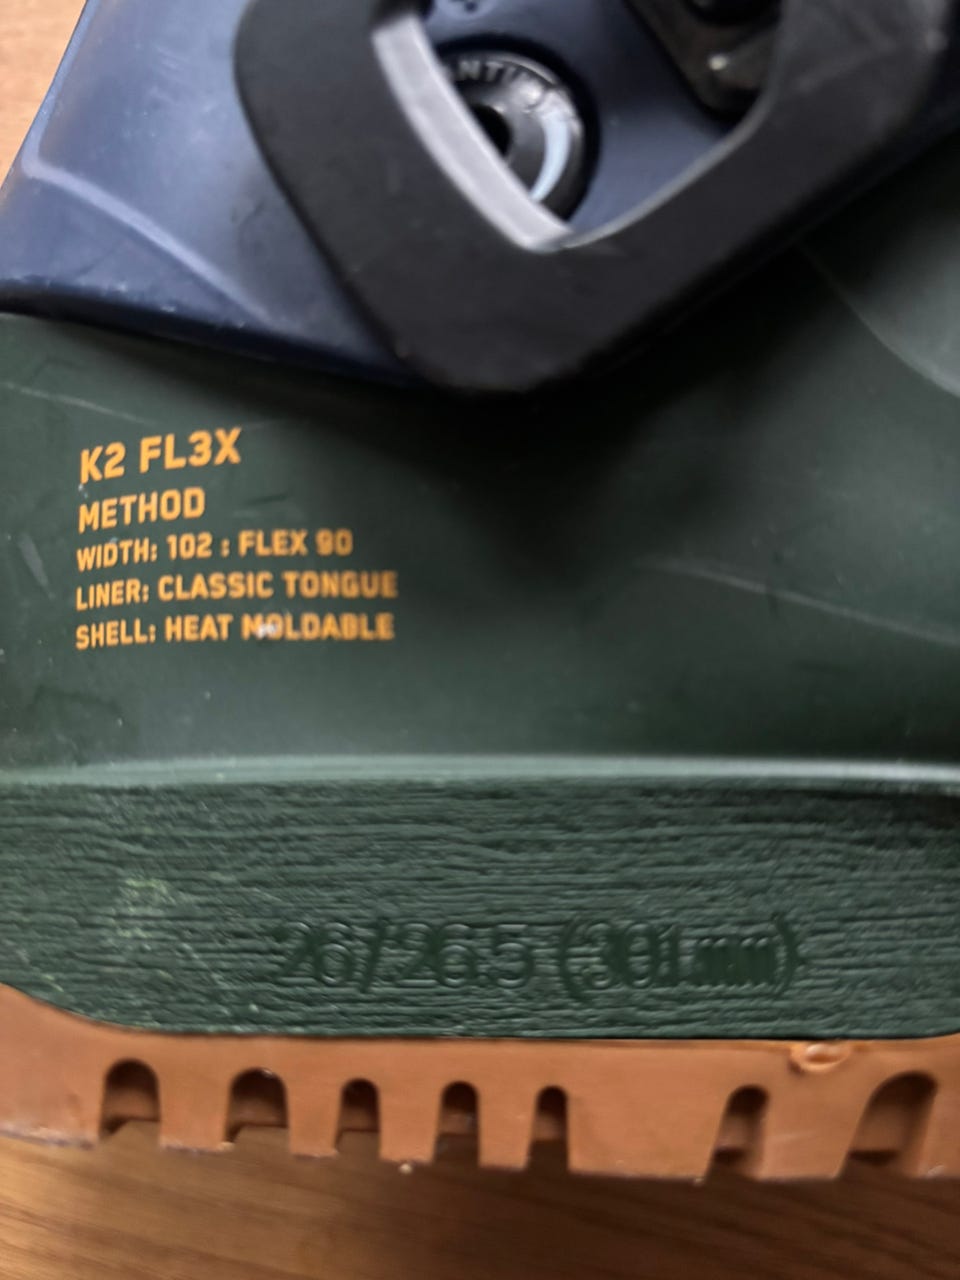 K2 FL3X
METHOD
WIDTH: 102 : FLEX 90
LINER: CLASSIC TONGUE
SHELL: HEAT MOLDABLE
26/26.5 (301mm)